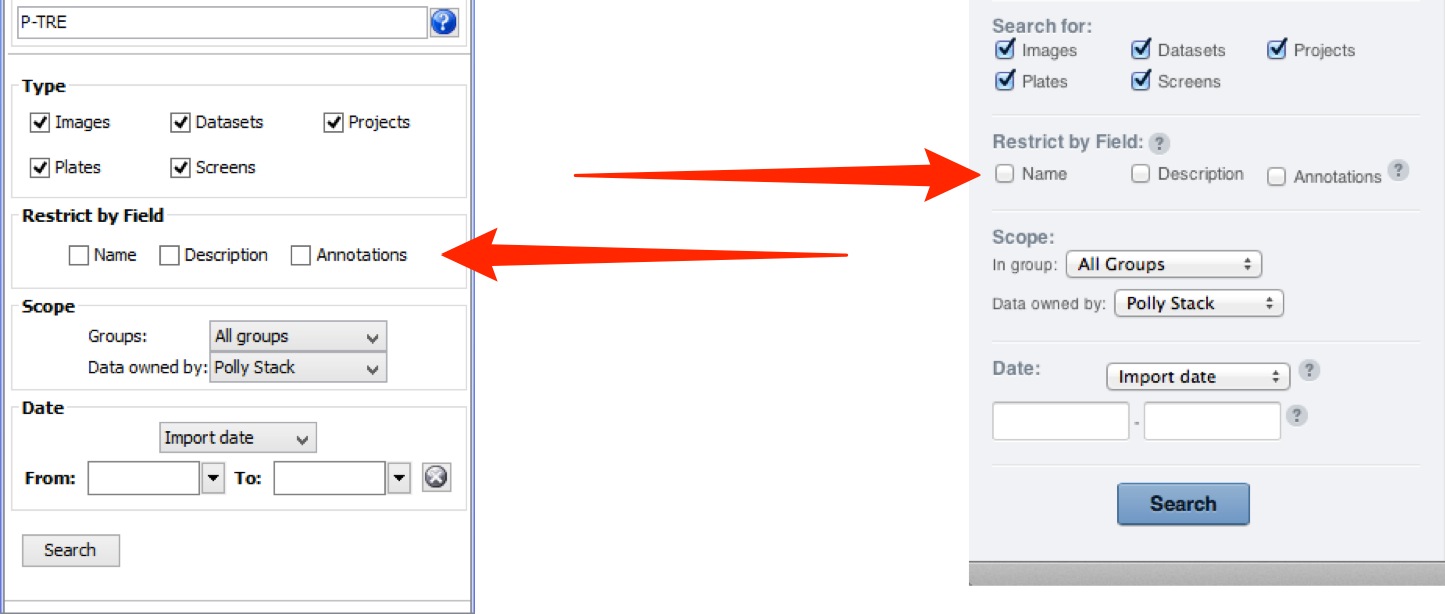 P-TRE
?
Type
Images Datasets Projects
Plates Screens
Restrict by Field
Name Description Annotations
Scope
Groups: All groups
Data owned by: Polly Stack
Date
Import date
From: To:
Search
Search for:
Images Datasets Projects
Plates Screens
Restrict by Field: ?
Name Description Annotations ?
Scope:
In group: All Groups
Data owned by: Polly Stack
Date: Import date ?
- ?
Search